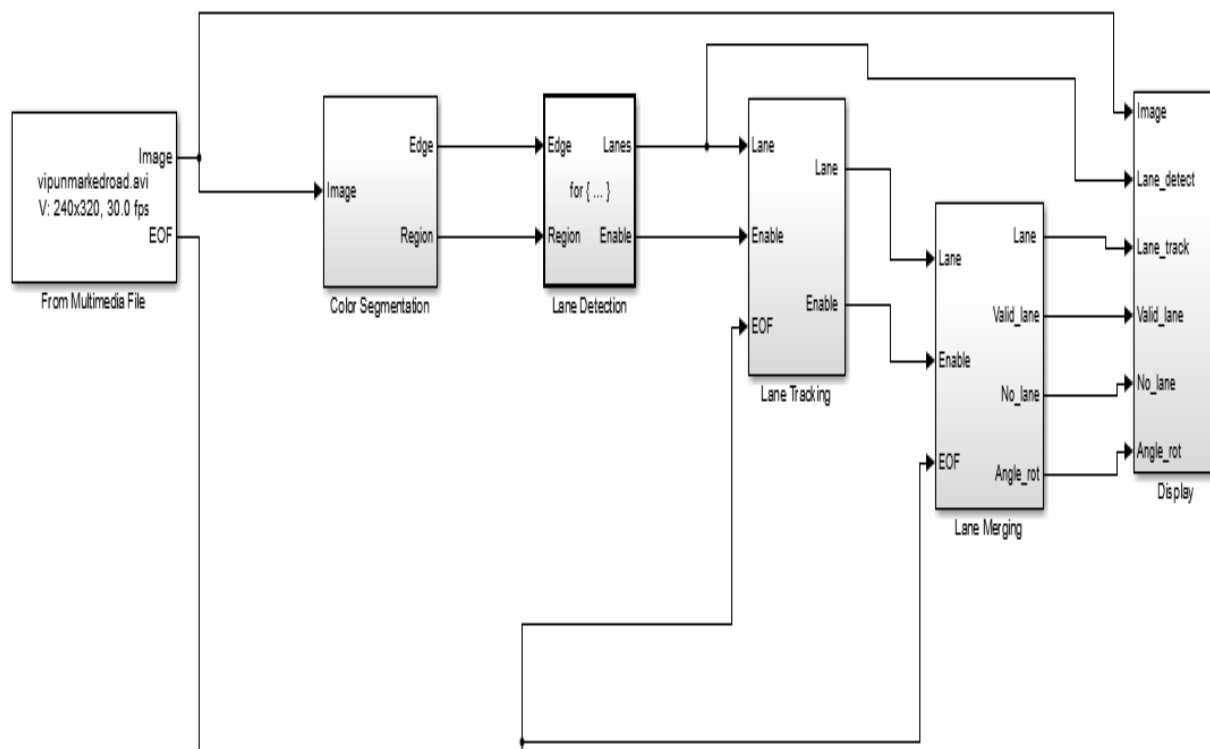 Image
vipunmarkedroad.avi
V: 240x320, 30.0 fps
EOF
From Multimedia File
Image
Edge
Region
Color Segmentation
Edge
Lanes
for { ... }
Region
Enable
Lane Detection
Lane
Enable
EOF
Lane
Enable
Lane Tracking
Lane
Enable
EOF
Lane
Valid_lane
No_lane
Angle_rot
Lane Merging
Image
Lane_detect
Lane_track
Valid_lane
No_lane
Angle_rot
Display